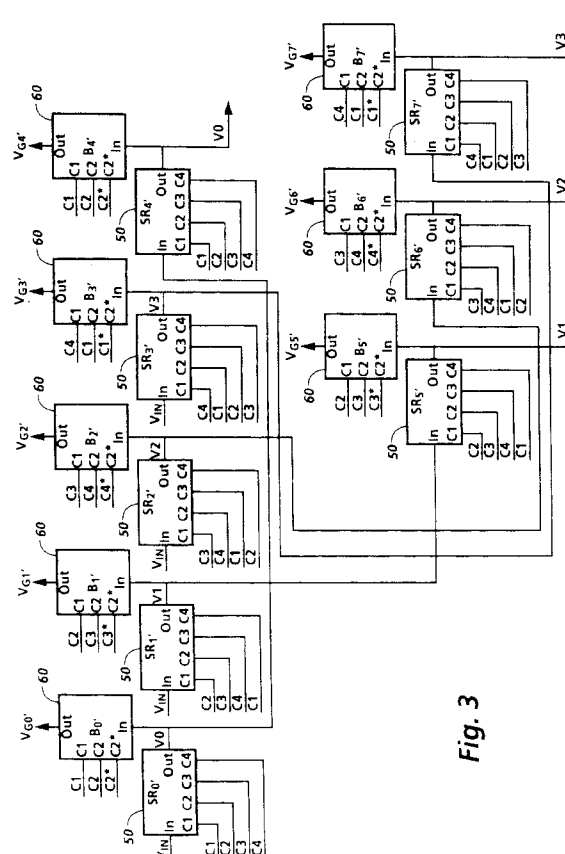 VG0'
60
Out
C1 C1
C2 C2 B0'
C2* C2*
In
V0
50
Out
SR0'
In
C1 C2 C3 C4
VIN
C1
C2
C3
C4
VG1'
60
Out
C2 C1
C3 C2 B1'
C3* C2*
In
V1
50
Out
SR1'
In
C1 C2 C3 C4
VIN
C2
C3
C4
C1
VG2'
60
Out
C3 C1
C4 C2 B2'
C4* C2*
In
V2
50
Out
SR2'
In
C1 C2 C3 C4
VIN
C3
C4
C1
C2
VG3'
60
Out
C4 C1
C1 C2 B3'
C1* C2*
In
V3
50
Out
SR3'
In
C1 C2 C3 C4
VIN
C4
C1
C2
C3
VG4'
60
Out
C1 C1
C2 C2 B4'
C2* C2*
In
V0
50
Out
SR4'
In
C1 C2 C3 C4
C1
C2
C3
C4
VG5'
60
Out
C2 C1
C3 C2 B5'
C3* C2*
In
V1
50
Out
SR5'
In
C1 C2 C3 C4
C2
C3
C4
C1
VG6'
60
Out
C3 C1
C4 C2 B6'
C4* C2*
In
V2
50
Out
SR6'
In
C1 C2 C3 C4
C3
C4
C1
C2
VG7'
60
Out
C4 C1
C1 C2 B7'
C1* C2*
In
V3
50
Out
SR7'
In
C1 C2 C3 C4
C4
C1
C2
C3
Fig. 3